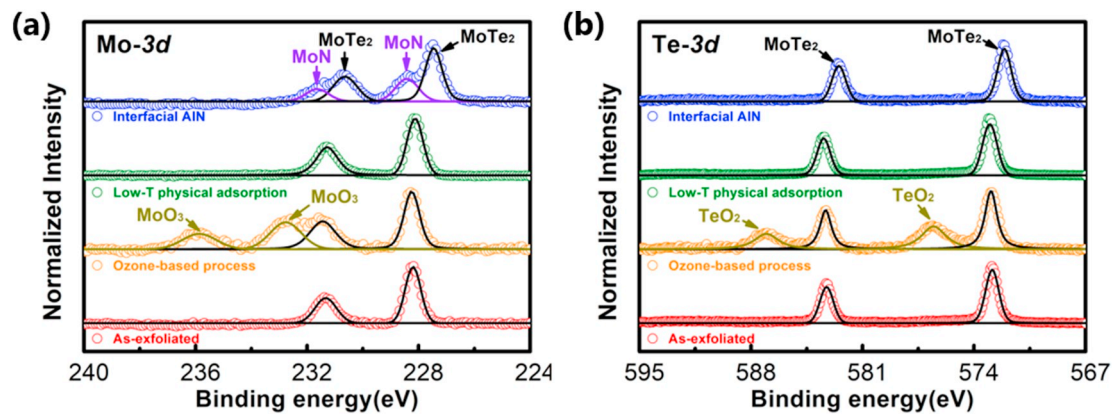 (a)
Mo-3d
MoN
MoTe2
MoN
MoTe2
Interfacial AlN
Low-T physical adsorption
MoO3
MoO3
Ozone-based process
As-exfoliated
Normalized Intensity
240 236 232 228 224
Binding energy(eV)
(b)
Te-3d
MoTe2
MoTe2
Interfacial AlN
Low-T physical adsorption
TeO2
TeO2
Ozone-based process
As-exfoliated
Normalized Intensity
595 588 581 574 567
Binding energy(eV)